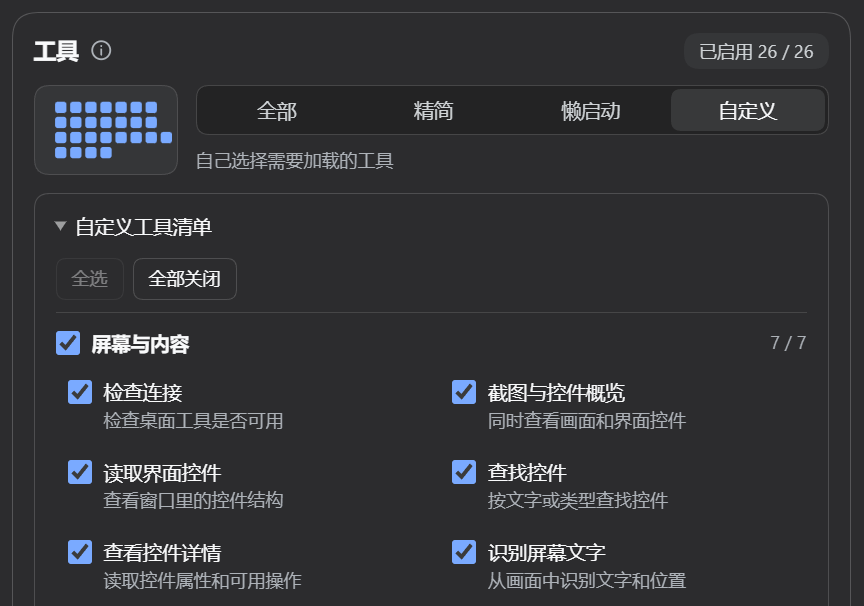 工具
已启用 26 / 26
全部 精简 懒启动 自定义
自己选择需要加载的工具
自定义工具清单
全选 全部关闭
屏幕与内容 7 / 7
检查连接
检查桌面工具是否可用
截图与控件概览
同时查看画面和界面控件
读取界面控件
查看窗口里的控件结构
查找控件
按文字或类型查找控件
查看控件详情
读取控件属性和可用操作
识别屏幕文字
从画面中识别文字和位置